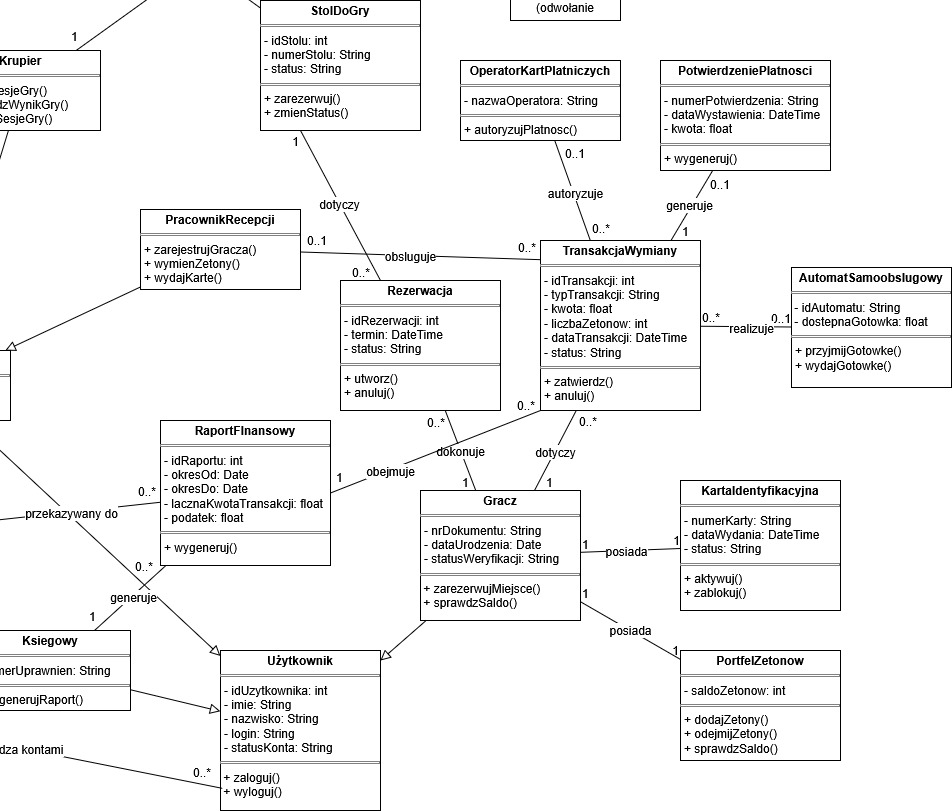 StolDoGry
- idStolu: int
- numerStolu: String
- status: String
+ zarezerwuj()
+ zmienStatus()
(odwołanie
1
Krupier
esjeGry()
dzWynikGry()
SesjeGry()
OperatorKartPlatniczych
- nazwaOperatora: String
+ autoryzujPlatnosc()
PotwierdzeniePlatnosci
- numerPotwierdzenia: String
- dataWystawienia: DateTime
- kwota: float
+ wygeneruj()
1
dotyczy
0..*
0..1
autoryzuje
0..*
0..1
generuje
1
PracownikRecepcji
+ zarejestrujGracza()
+ wymienZetony()
+ wydajKarte()
0..1
obsluguje
0..*
TransakcjaWymiany
- idTransakcji: int
- typTransakcji: String
- kwota: float
- liczbaZetonow: int
- dataTransakcji: DateTime
- status: String
+ zatwierdz()
+ anuluj()
0..*
realizuje
0..1
AutomatSamoobslugowy
- idAutomatu: String
- dostepnaGotowka: float
+ przyjmijGotowke()
+ wydajGotowke()
Rezerwacja
- idRezerwacji: int
- termin: DateTime
- status: String
+ utworz()
+ anuluj()
0..*
dokonuje
1
0..*
dotyczy
1
0..*
obejmuje
1
RaportFInansowy
- idRaportu: int
- okresOd: Date
- okresDo: Date
- lacznaKwotaTransakcji: float
- podatek: float
+ wygeneruj()
0..*
przekazywany do
0..*
generuje
1
Gracz
- nrDokumentu: String
- dataUrodzenia: Date
- statusWeryfikacji: String
+ zarezerwujMiejsce()
+ sprawdzSaldo()
1
posiada
1
KartaIdentyfikacyjna
- numerKarty: String
- dataWydania: DateTime
- status: String
+ aktywuj()
+ zablokuj()
1
posiada
1
PortfelZetonow
- saldoZetonow: int
+ dodajZetony()
+ odejmijZetony()
+ sprawdzSaldo()
Ksiegowy
merUprawnien: String
generujRaport()
Użytkownik
- idUzytkownika: int
- imie: String
- nazwisko: String
- login: String
- statusKonta: String
+ zaloguj()
+ wyloguj()
dza kontami
0..*